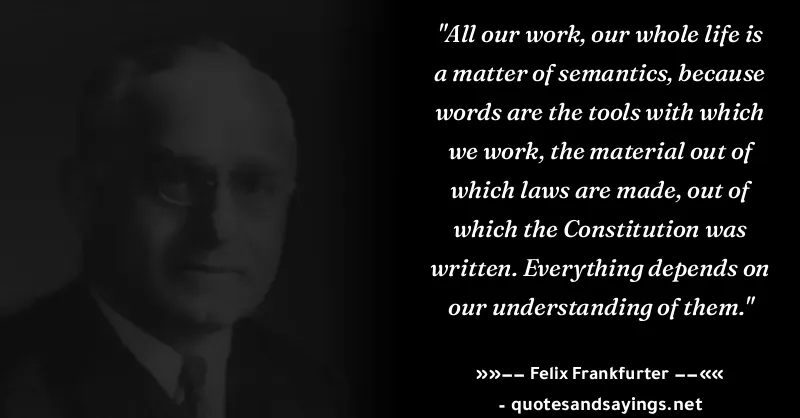 "All our work, our whole life is
a matter of semantics, because
words are the tools with which
we work, the material out of
which laws are made, out of
which the Constitution was
written. Everything depends on
our understanding of them."
»»−− Felix Frankfurter −−««
- quotesandsayings.net